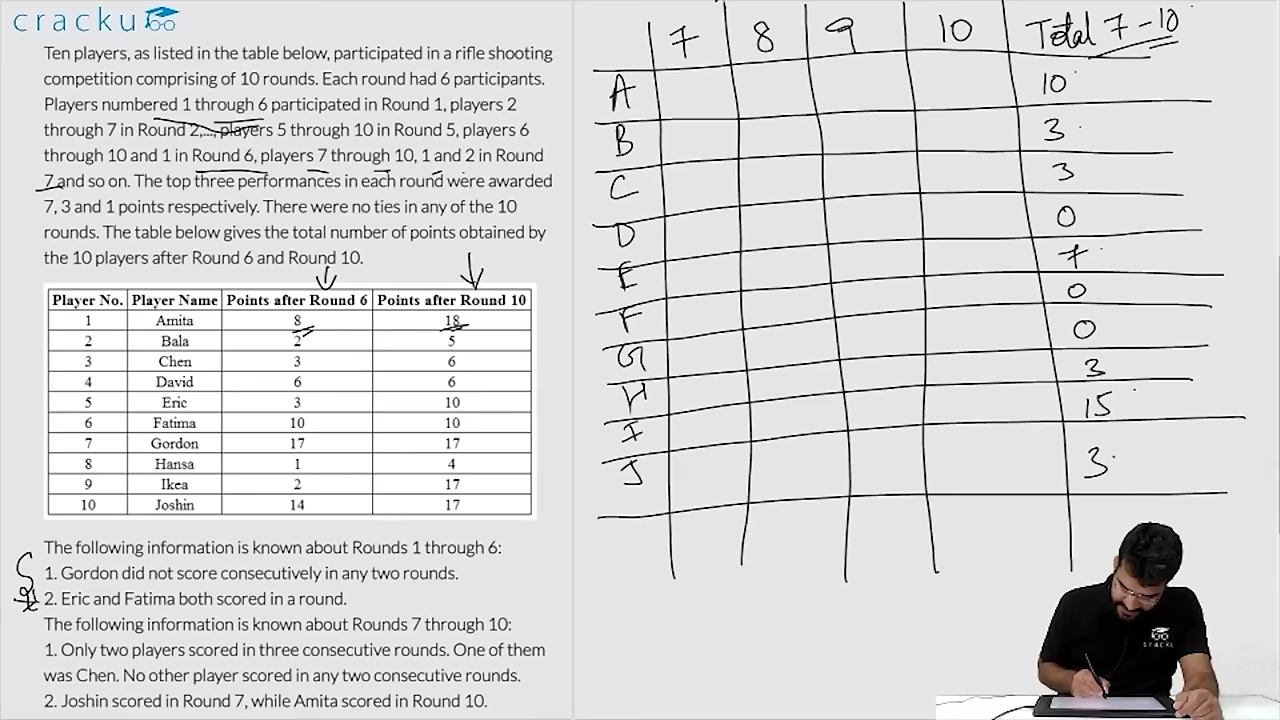 cracku
Ten players, as listed in the table below, participated in a rifle shooting
competition comprising of 10 rounds. Each round had 6 participants.
Players numbered 1 through 6 participated in Round 1, players 2
through 7 in Round 2,..., players 5 through 10 in Round 5, players 6
through 10 and 1 in Round 6, players 7 through 10, 1 and 2 in Round
7 and so on. The top three performances in each round were awarded
7, 3 and 1 points respectively. There were no ties in any of the 10
rounds. The table below gives the total number of points obtained by
the 10 players after Round 6 and Round 10.
Player No. Player Name Points after Round 6 Points after Round 10
1 Amita 8 18
2 Bala 2 5
3 Chen 3 6
4 David 6 6
5 Eric 3 10
6 Fatima 10 10
7 Gordon 17 17
8 Hansa 1 4
9 Ikea 2 17
10 Joshin 14 17
The following information is known about Rounds 1 through 6:
1. Gordon did not score consecutively in any two rounds.
2. Eric and Fatima both scored in a round.
The following information is known about Rounds 7 through 10:
1. Only two players scored in three consecutive rounds. One of them
was Chen. No other player scored in any two consecutive rounds.
2. Joshin scored in Round 7, while Amita scored in Round 10.
7 8 9 10 Total 7-10
A 10
B 3
C 3
D 0
E 7
F 0
G 0
H 3
I 15
J 3